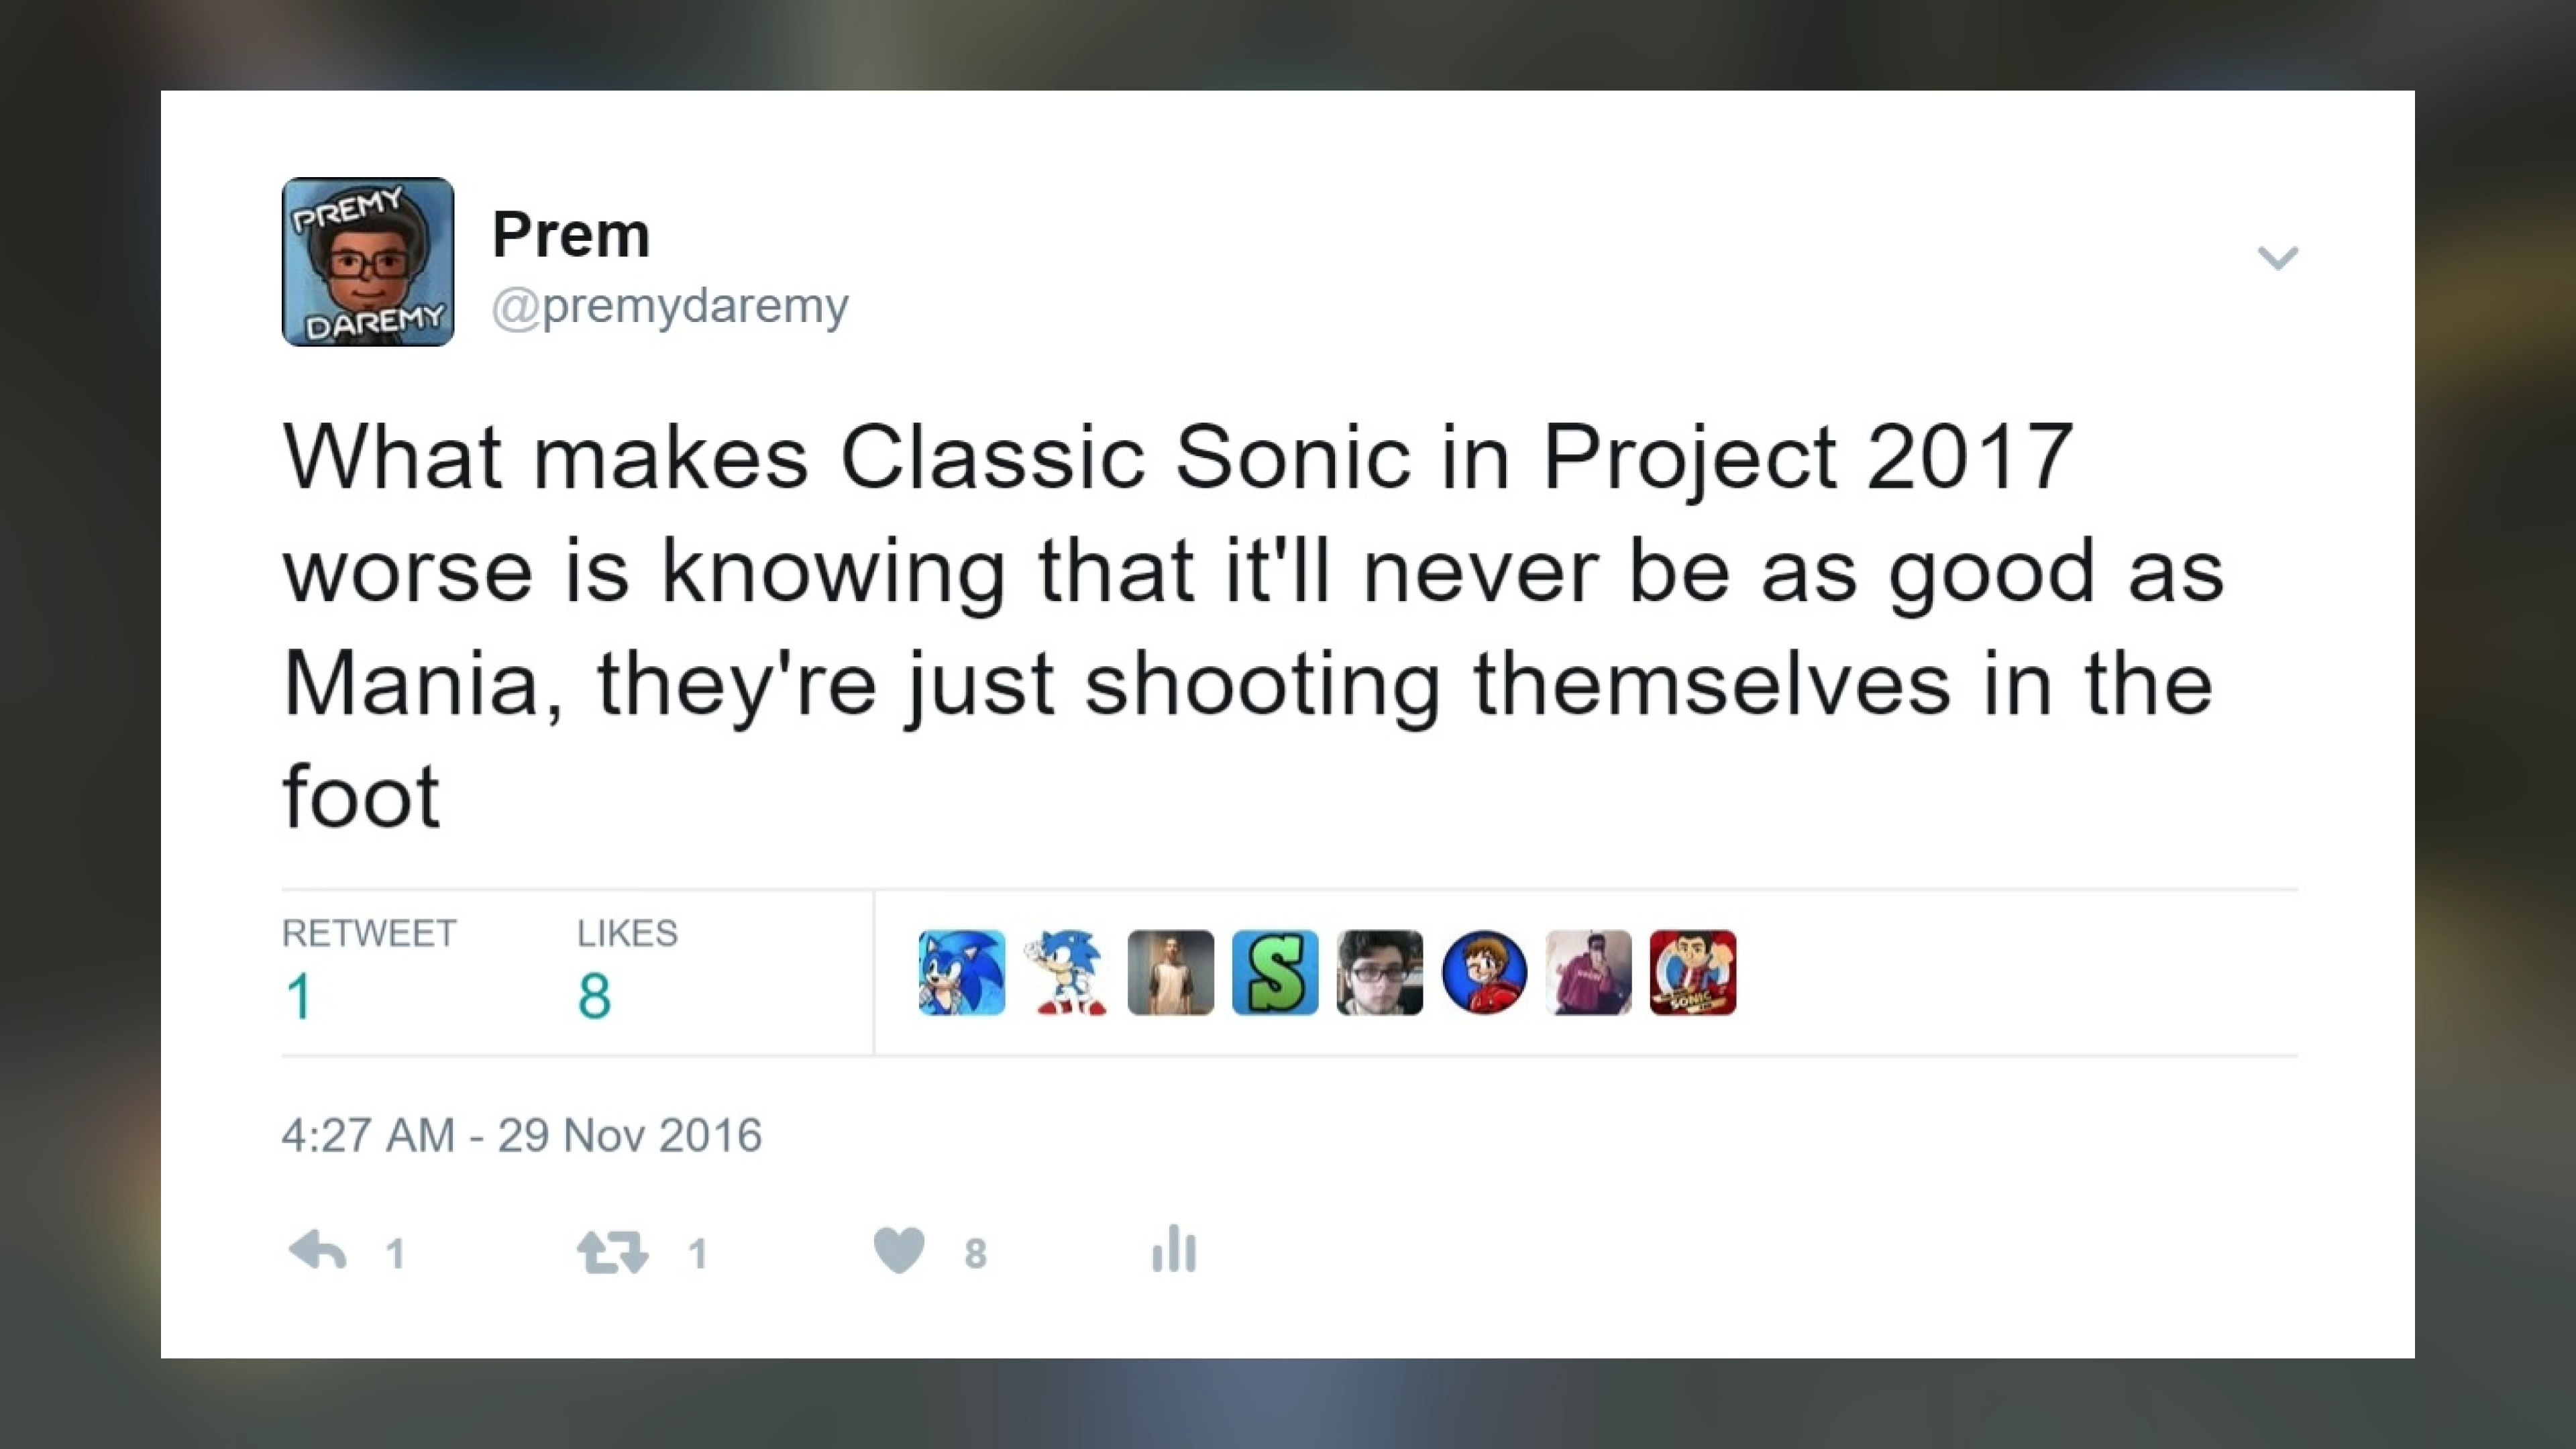 PREMY
DAREMY
Prem
@premydaremy
What makes Classic Sonic in Project 2017
worse is knowing that it'll never be as good as
Mania, they're just shooting themselves in the
foot
RETWEET LIKES
1 8
S
SONIC
4:27 AM - 29 Nov 2016
1 1 8